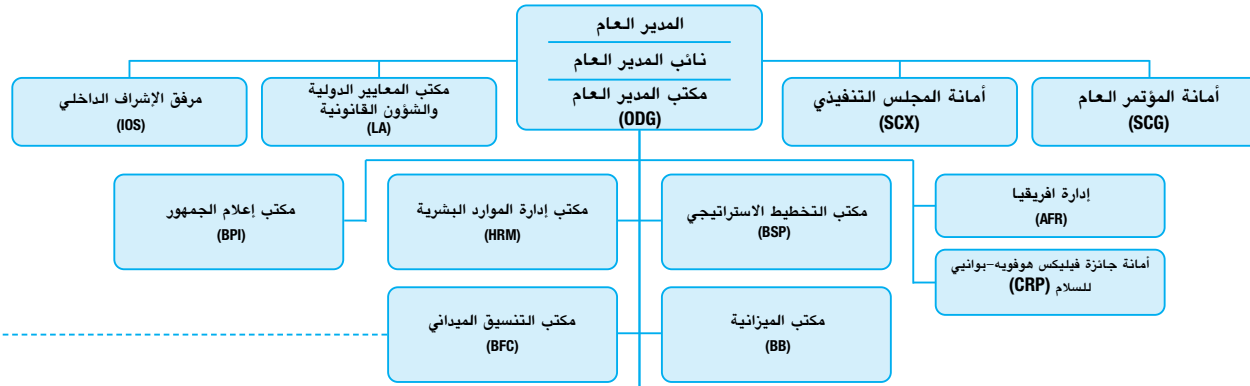 المدير العام
نائب المدير العام
مكتب المدير العام
(ODG)
أمانة المؤتمر العام
(SCG)
أمانة المجلس التنفيذي
(SCX)
مكتب المعايير الدولية
والشؤون القانونية
(LA)
مرفق الإشراف الداخلي
(IOS)
إدارة افريقيا
(AFR)
مكتب التخطيط الاستراتيجي
(BSP)
مكتب إدارة الموارد البشرية
(HRM)
مكتب إعلام الجمهور
(BPI)
أمانة جائزة فيليكس هوفويه-بوانيي
للسلام (CRP)
مكتب الميزانية
(BB)
مكتب التنسيق الميداني
(BFC)